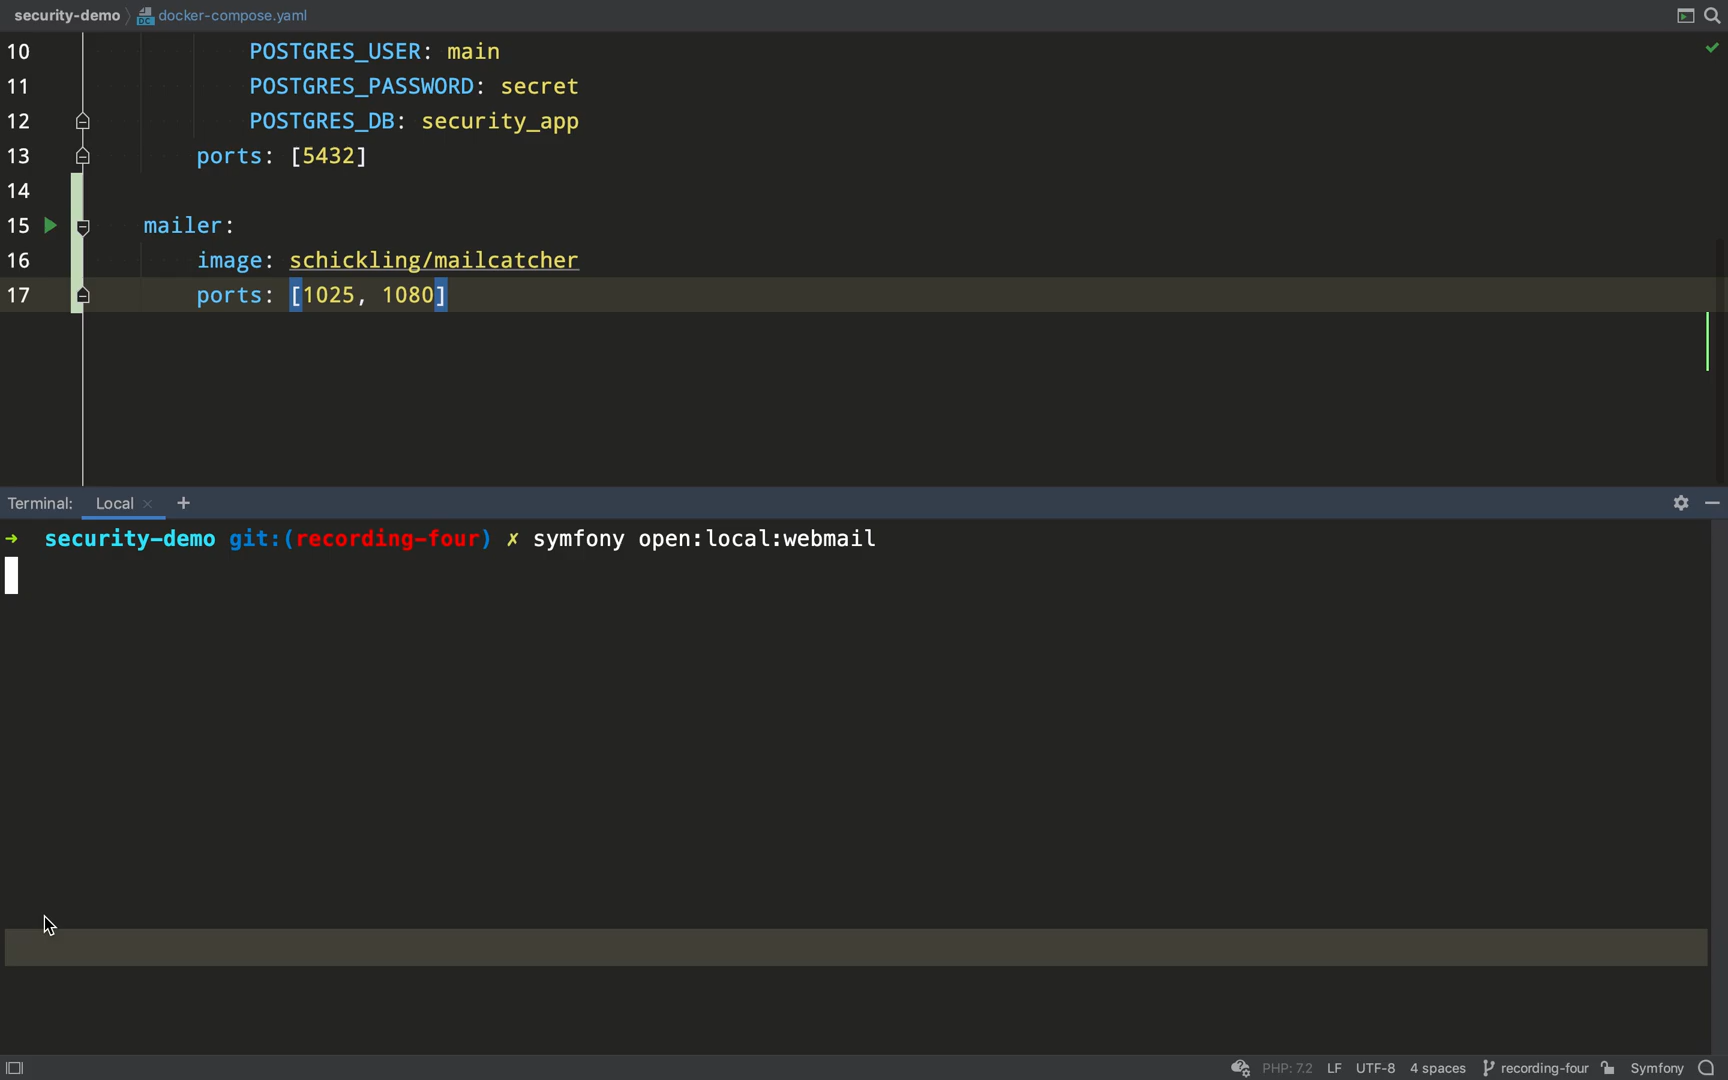 security-demo docker-compose.yaml
10 POSTGRES_USER: main
11 POSTGRES_PASSWORD: secret
12 POSTGRES_DB: security_app
13 ports: [5432]
14
15 mailer:
16 image: schickling/mailcatcher
17 ports: [1025, 1080]
Terminal: Local × +
→ security-demo git:(recording-four) ✗ symfony open:local:webmail
PHP: 7.2 LF UTF-8 4 spaces recording-four Symfony